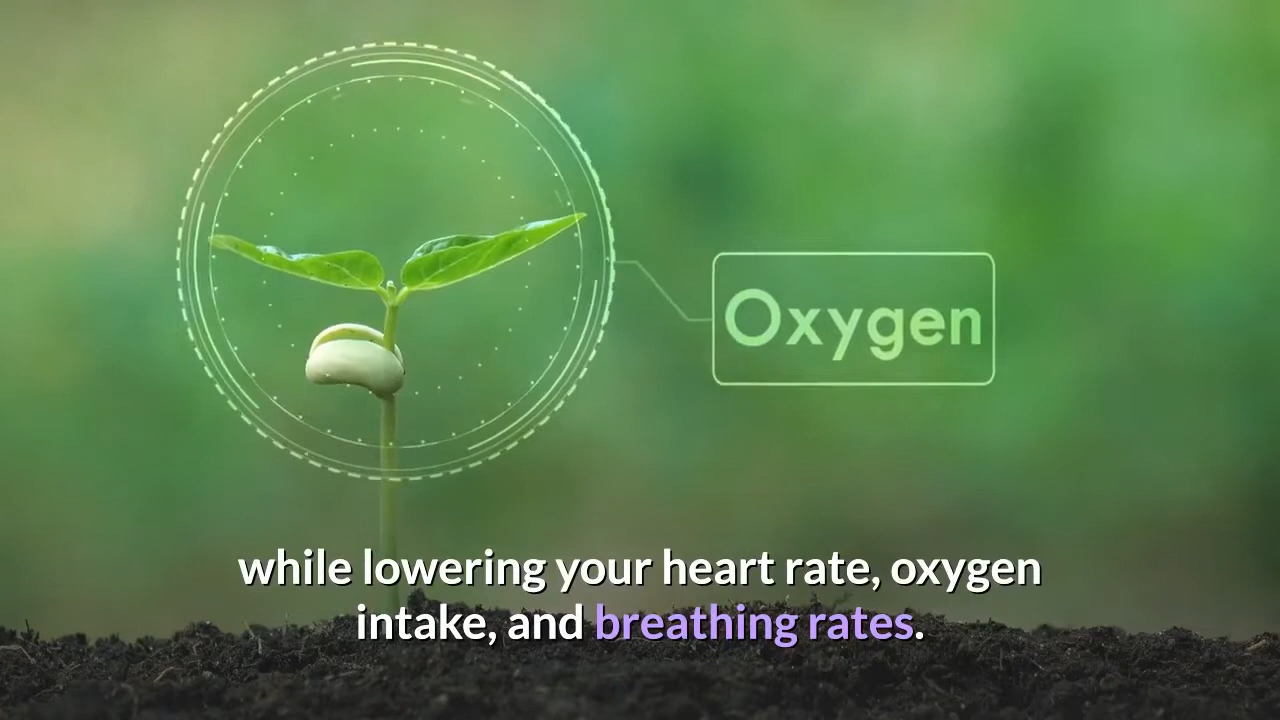 Oxygen
while lowering your heart rate, oxygen
intake, and breathing rates.